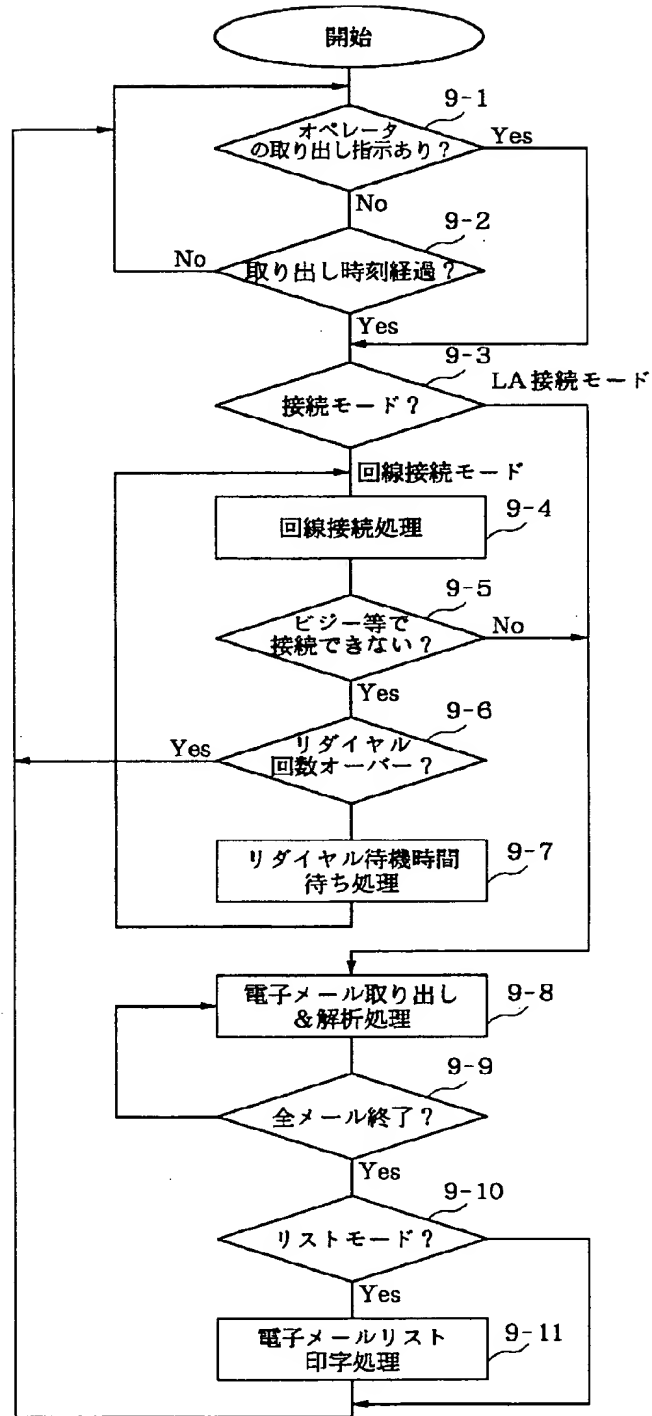 開始
9-1
オペレータ
の取り出し指示あり?
Yes
No
9-2
取り出し時刻経過?
No
Yes
9-3
接続モード?
LA接続モード
回線接続モード
回線接続処理
9-4
9-5
ビジー等で
接続できない?
No
Yes
9-6
リダイヤル
回数オーバー?
Yes
リダイヤル待機時間
待ち処理
9-7
電子メール取り出し
&解析処理
9-8
9-9
全メール終了?
Yes
9-10
リストモード?
Yes
電子メールリスト
印字処理
9-11